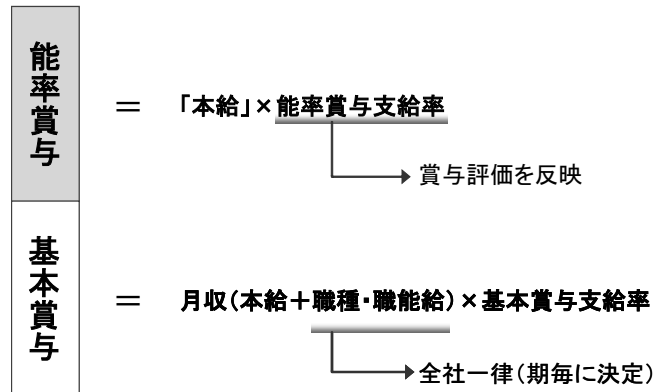 能率賞与
＝ 「本給」×能率賞与支給率
賞与評価を反映
基本賞与
＝ 月収(本給＋職種・職能給)×基本賞与支給率
全社一律(期毎に決定)